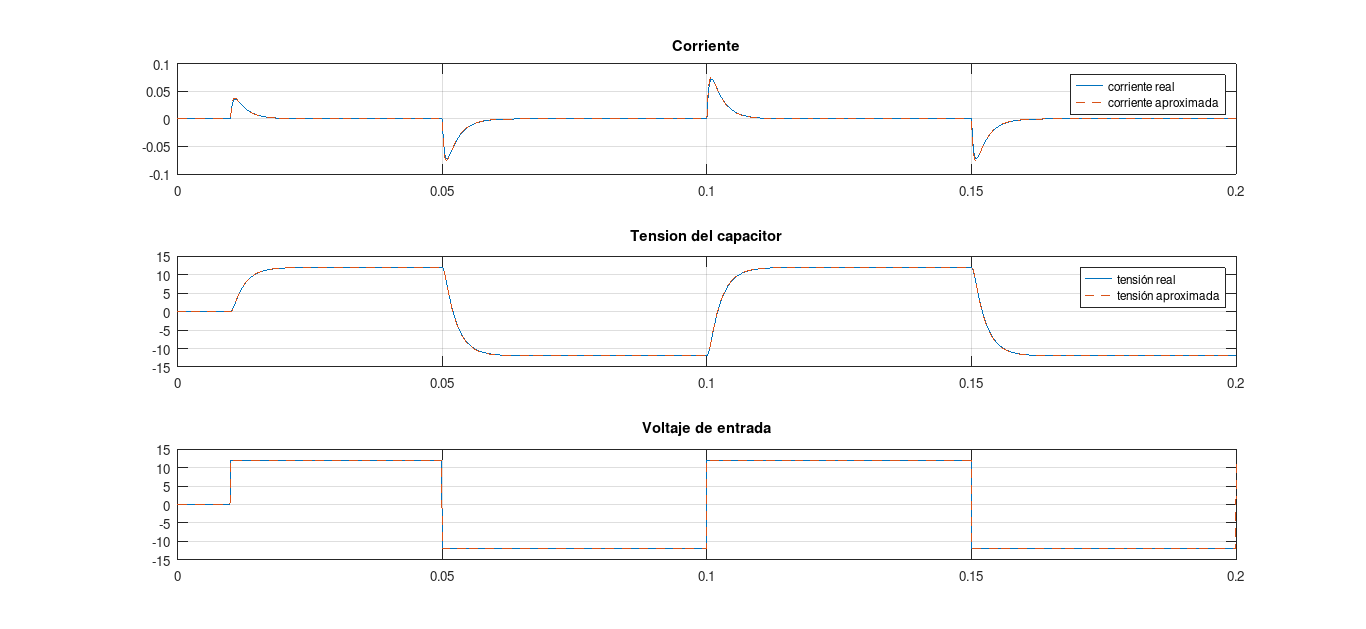 Corriente
0.1
0.05
0
-0.05
-0.1
corriente real
corriente aproximada
0 0.05 0.1 0.15 0.2
Tension del capacitor
15
10
5
0
-5
-10
-15
tensión real
tensión aproximada
0 0.05 0.1 0.15 0.2
Voltaje de entrada
15
10
5
0
-5
-10
-15
0 0.05 0.1 0.15 0.2